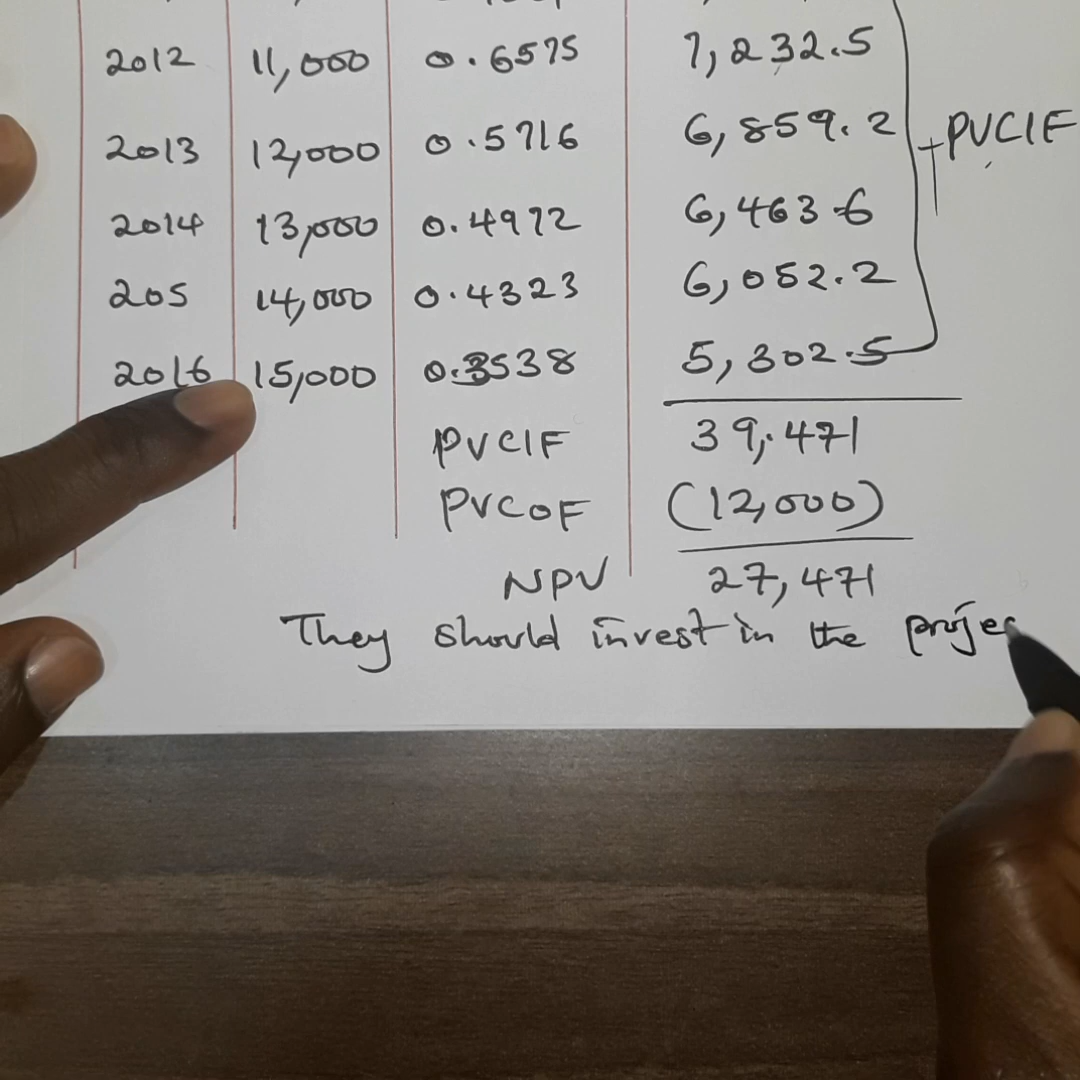 2012 11,000 0.6575 7,232.5
2013 12,000 0.5716 6,859.2 PVCIF
2014 13,000 0.4972 6,463.6
205 14,000 0.4323 6,052.2
2016 15,000 0.3538 5,302.5
PVCIF 39,471
PVCOF (12,000)
NPV 27,471
They should invest in the projec